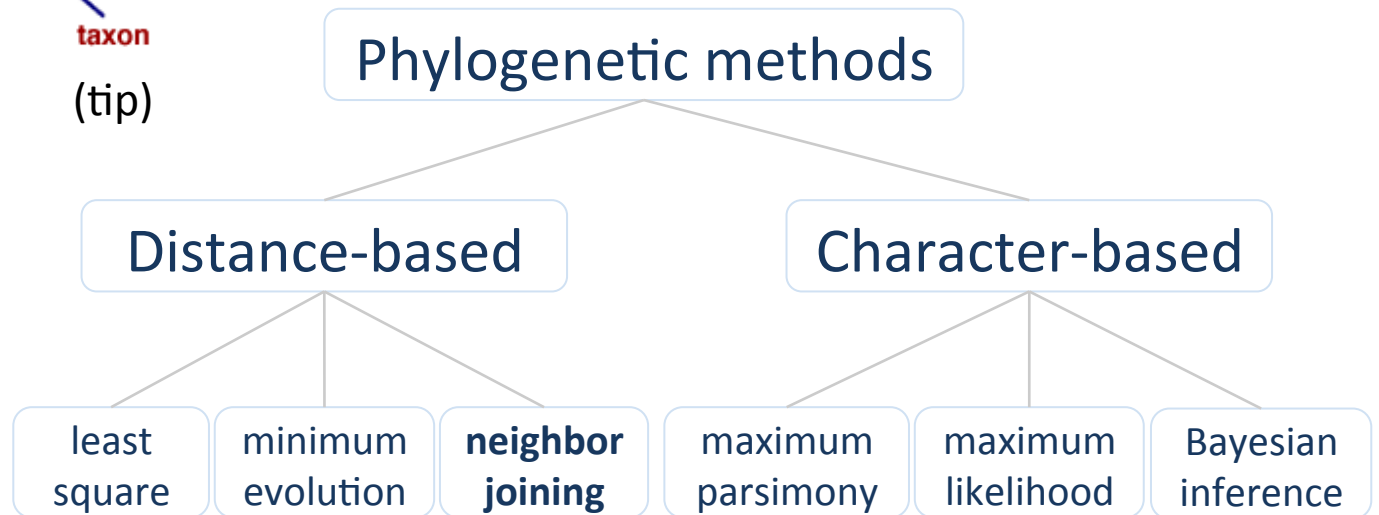 taxon
(tip)
Phylogenetic methods
Distance-based
Character-based
least
square
minimum
evolution
neighbor
joining
maximum
parsimony
maximum
likelihood
Bayesian
inference